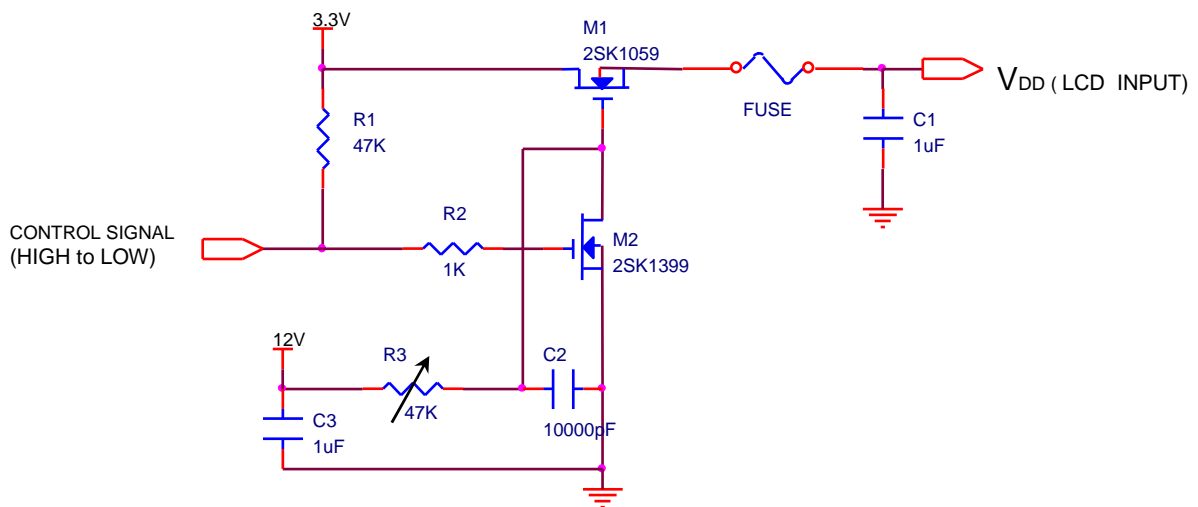 3.3V
M1
2SK1059
FUSE
VDD ( LCD INPUT)
R1
47K
C1
1uF
CONTROL SIGNAL
(HIGH to LOW)
R2
1K
M2
2SK1399
12V
R3
47K
C2
10000pF
C3
1uF